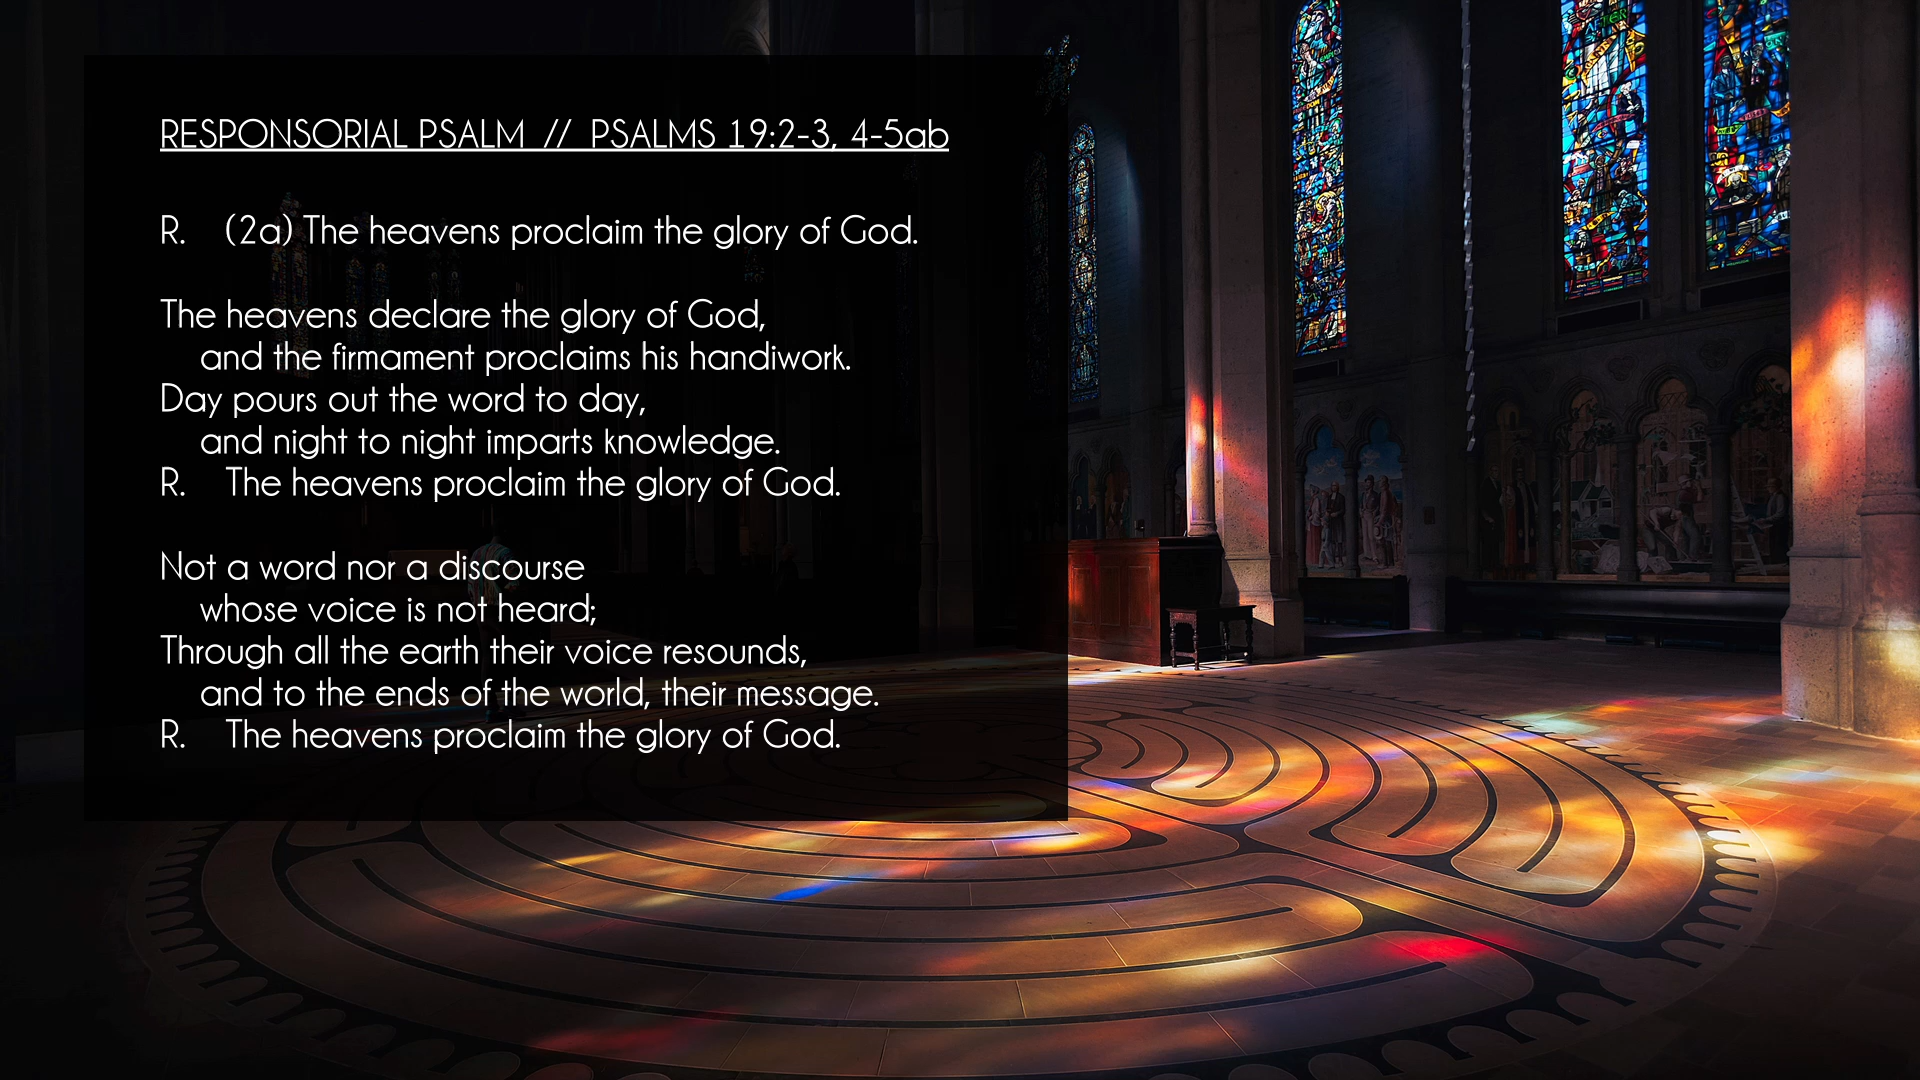 RESPONSORIAL PSALM // PSALMS 19:2-3, 4-5ab
R. (2a) The heavens proclaim the glory of God.
The heavens declare the glory of God,
and the firmament proclaims his handiwork.
Day pours out the word to day,
and night to night imparts knowledge.
R. The heavens proclaim the glory of God.
Not a word nor a discourse
whose voice is not heard;
Through all the earth their voice resounds,
and to the ends of the world, their message.
R. The heavens proclaim the glory of God.